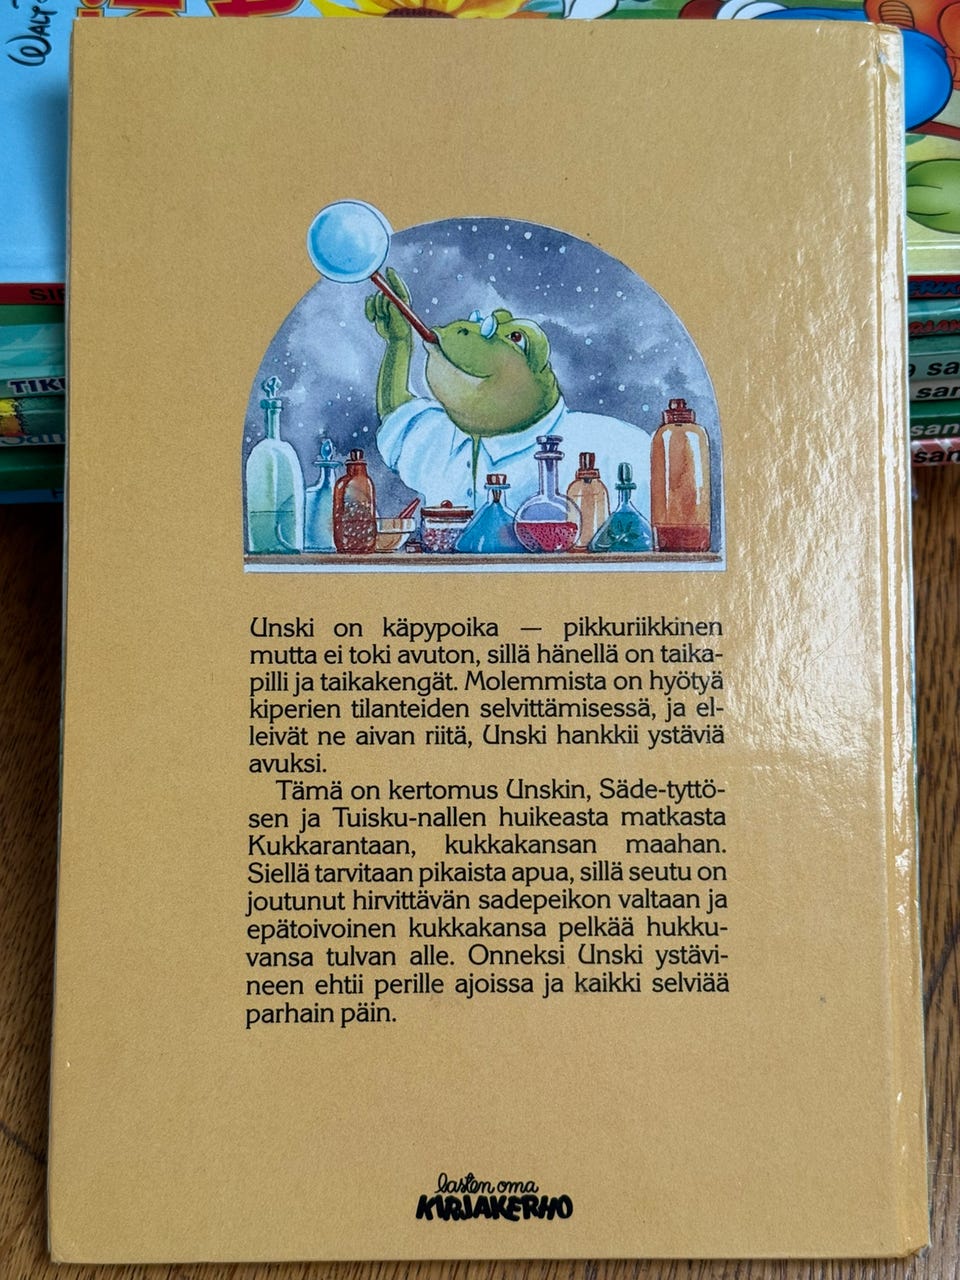 WALT
TIKU
Unski on käpypoika — pikkuriikkinen
mutta ei toki avuton, sillä hänellä on taika-
pilli ja taikakengät. Molemmista on hyötyä
kiperien tilanteiden selvittämisessä, ja el-
leivät ne aivan riitä, Unski hankkii ystäviä
avuksi.
Tämä on kertomus Unskin, Säde-tyttö-
sen ja Tuisku-nallen huikeasta matkasta
Kukkarantaan, kukkakansan maahan.
Siellä tarvitaan pikaista apua, sillä seutu on
joutunut hirvittävän sadepeikon valtaan ja
epätoivoinen kukkakansa pelkää hukku-
vansa tulvan alle. Onneksi Unski ystävi-
neen ehtii perille ajoissa ja kaikki selviää
parhain päin.
lasten oma
KIRJAKERHO